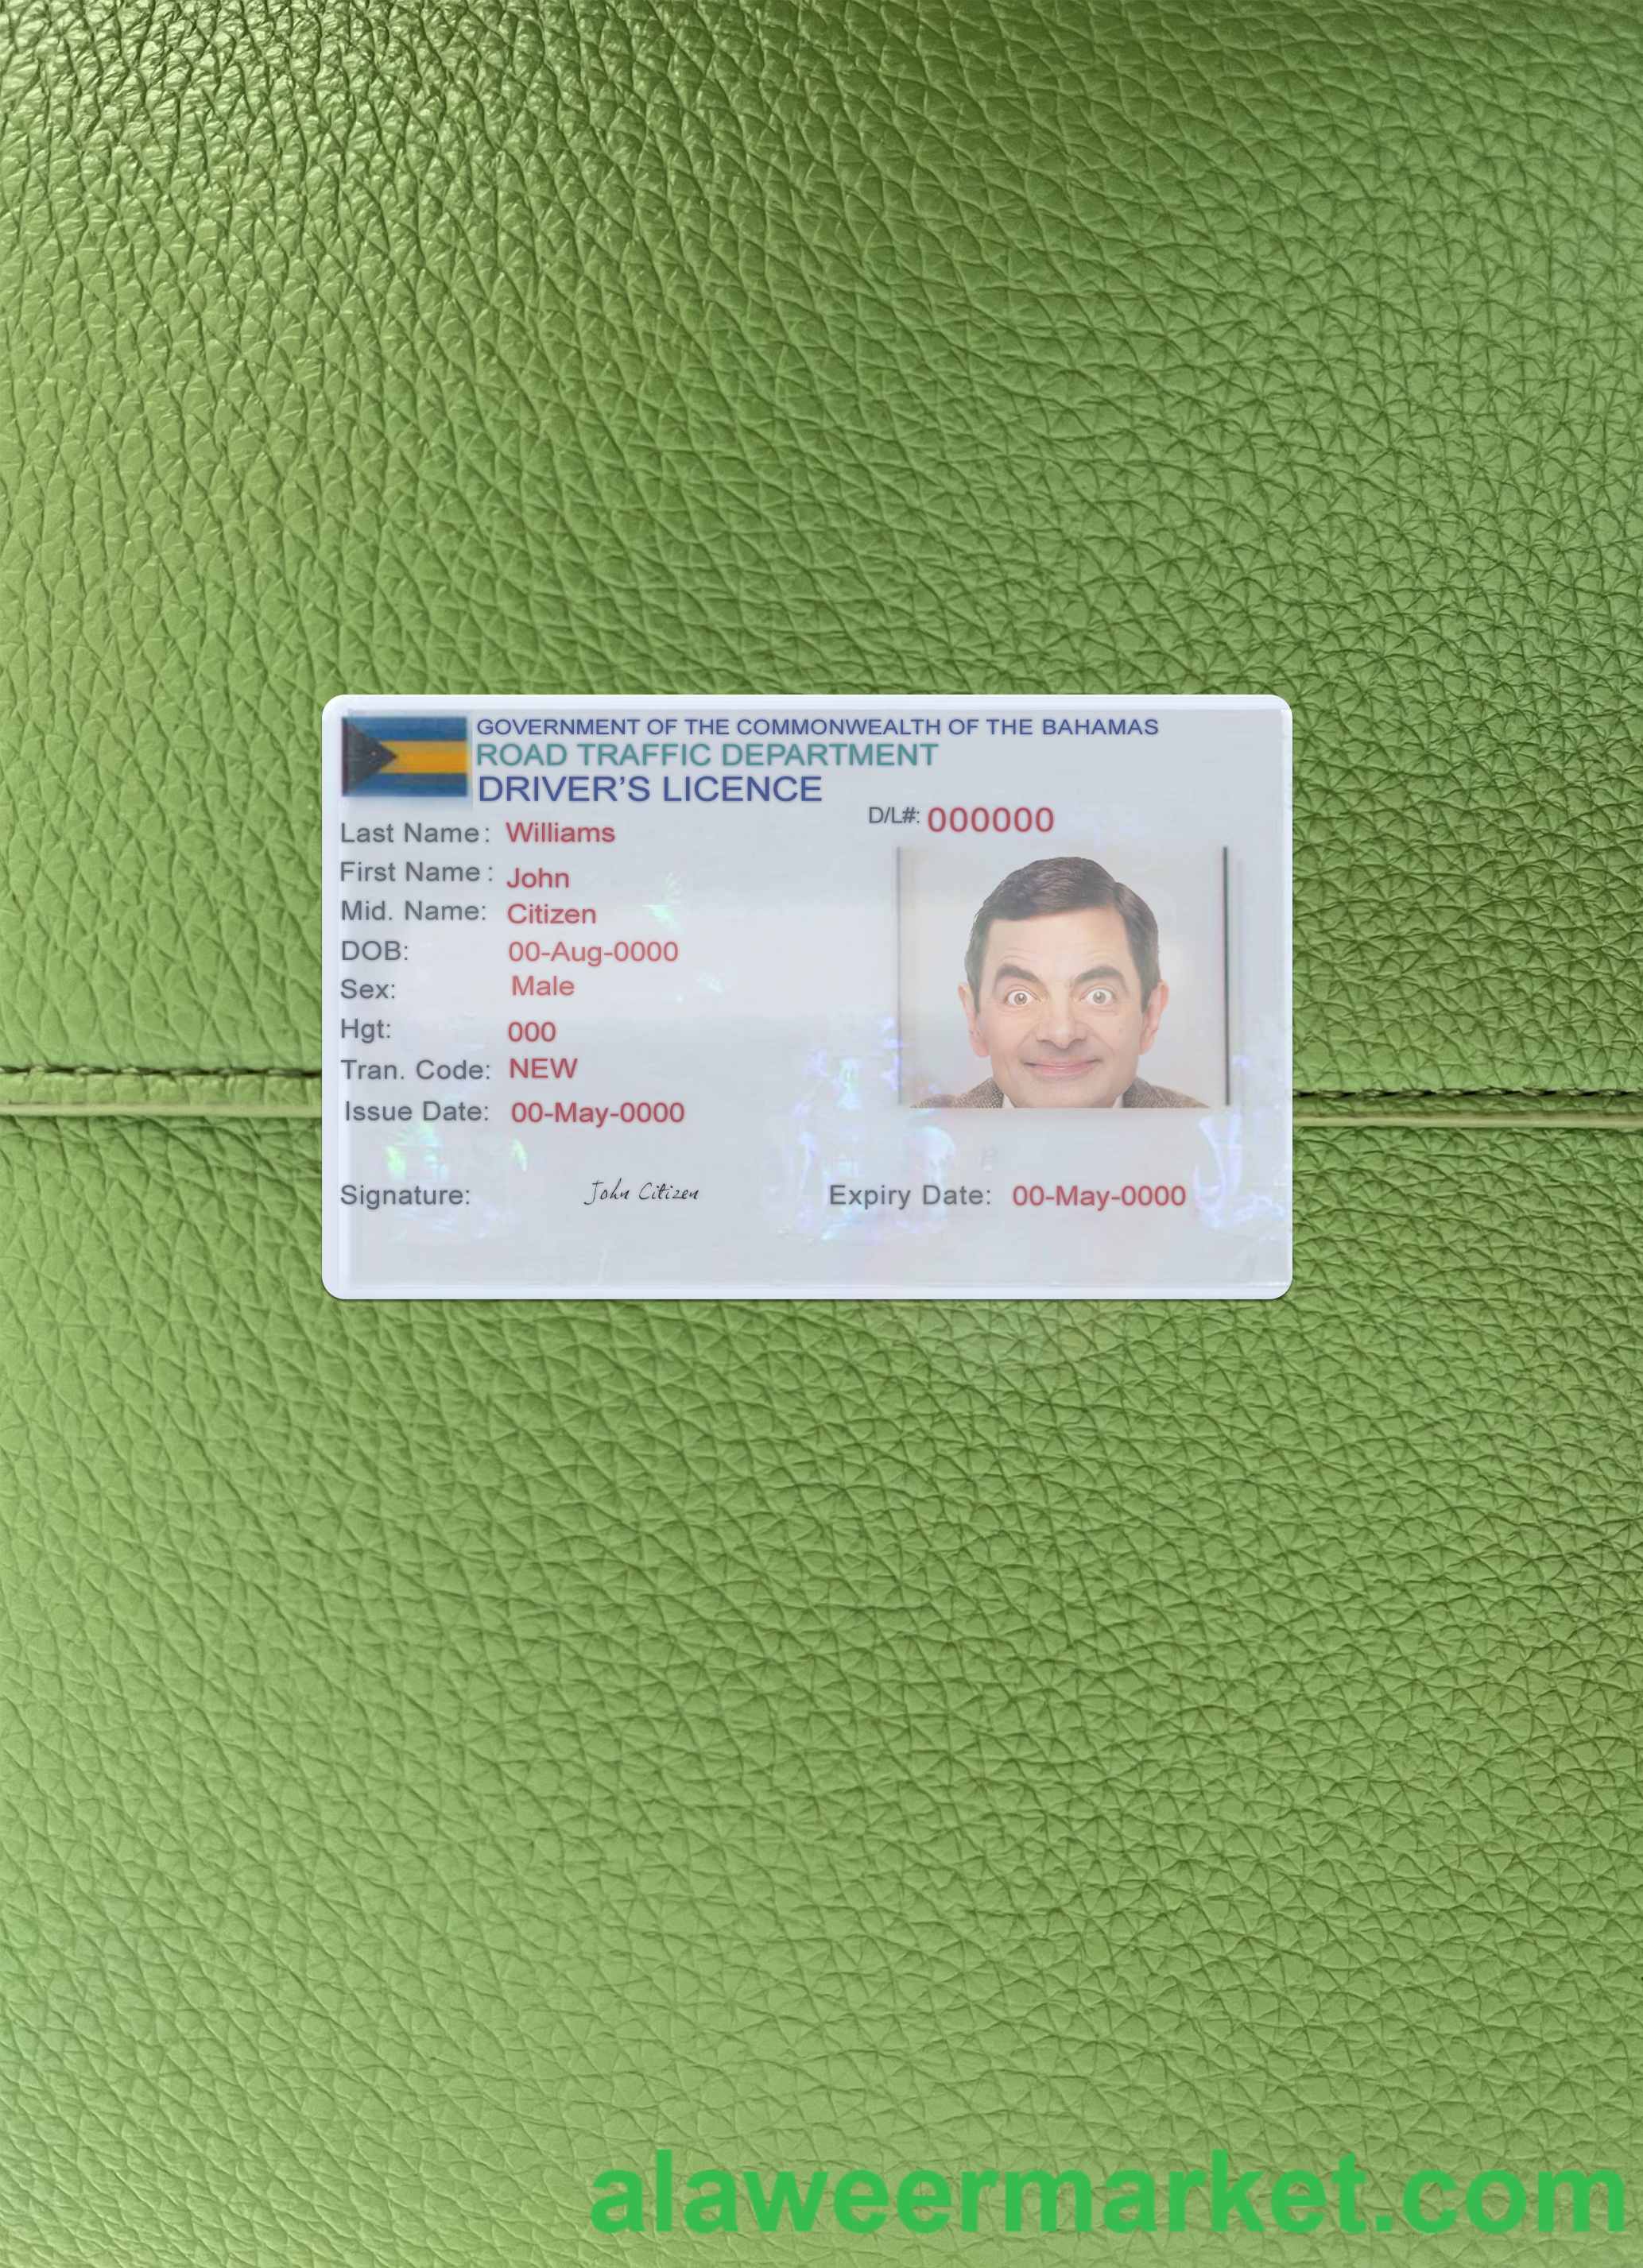 GOVERNMENT OF THE COMMONWEALTH OF THE BAHAMAS
ROAD TRAFFIC DEPARTMENT
DRIVER'S LICENCE
D/L#: 000000
Last Name: Williams
First Name: John
Mid. Name: Citizen
DOB: 00-Aug-0000
Sex: Male
Hgt: 000
Tran. Code: NEW
Issue Date: 00-May-0000
Signature: John Citizen
Expiry Date: 00-May-0000
alaweermarket.com